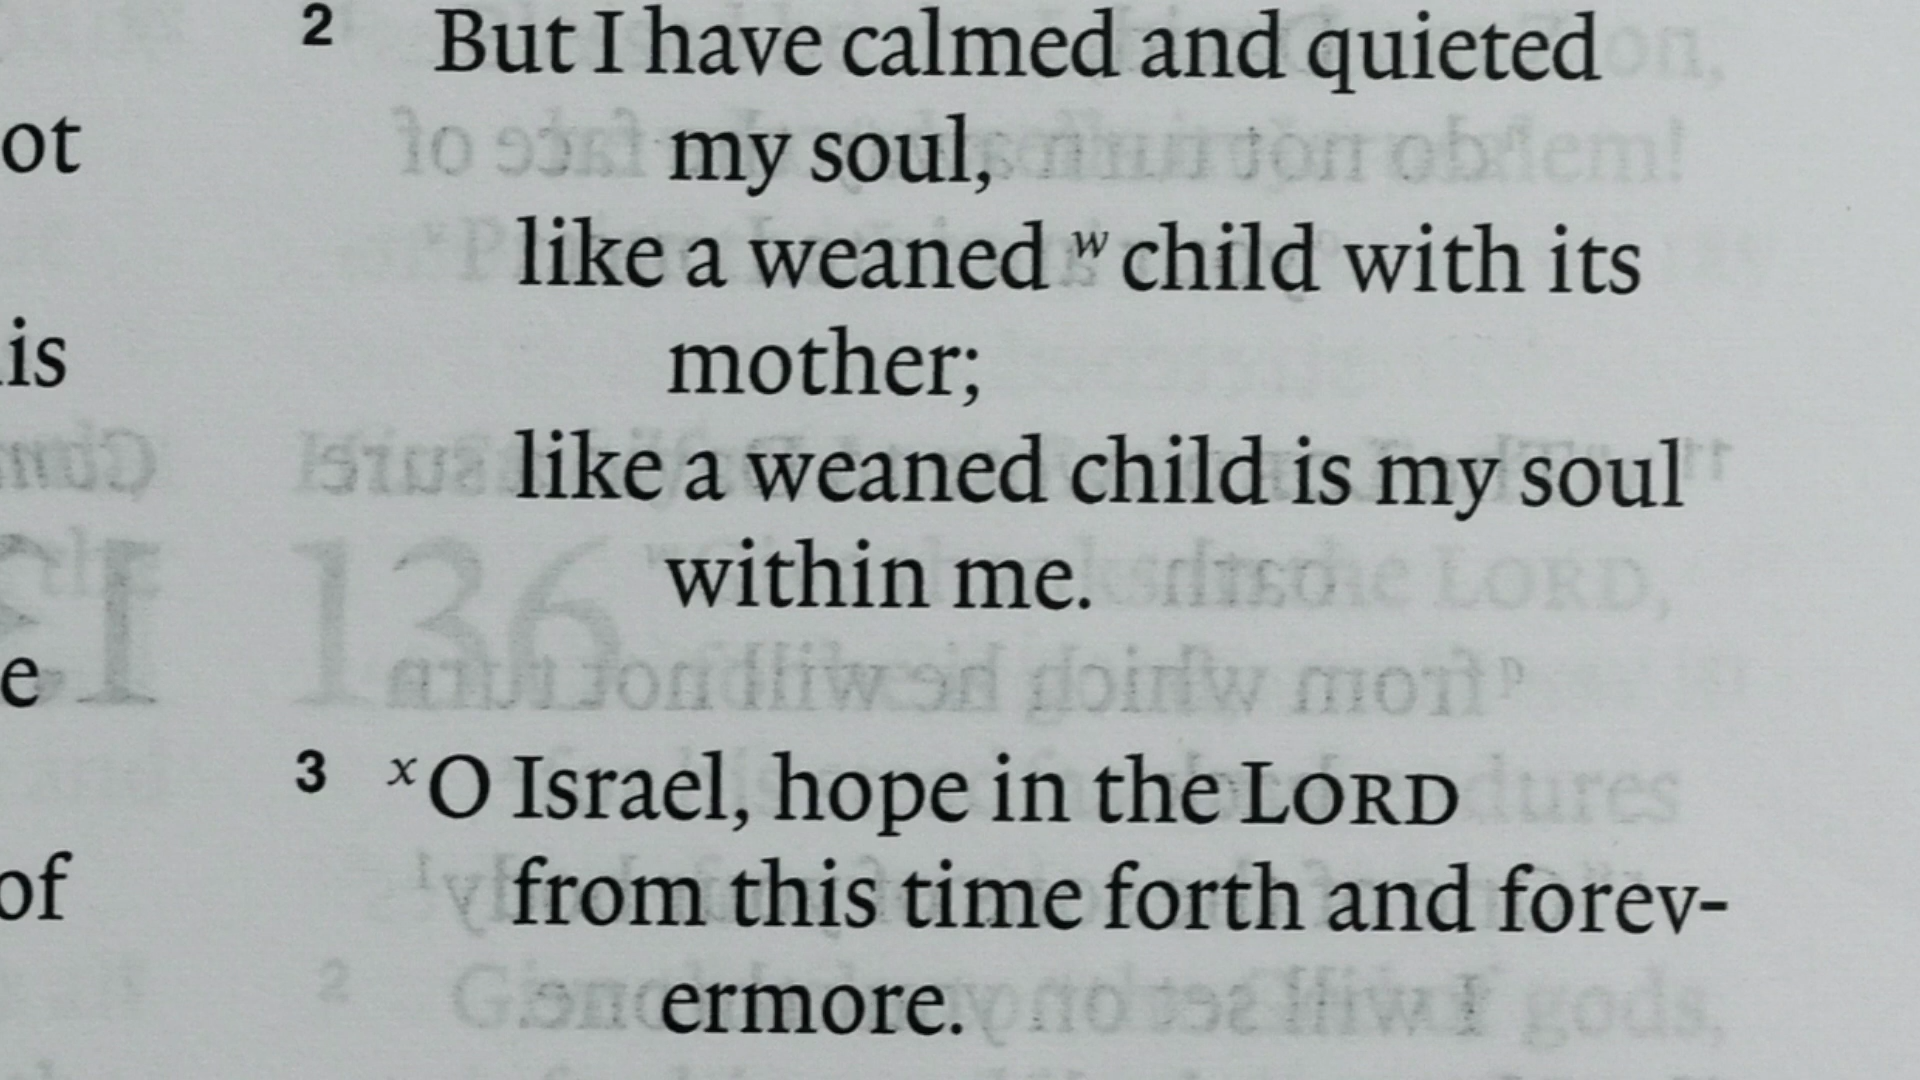 2 But I have calmed and quieted
my soul,
like a weaned w child with its
mother;
like a weaned child is my soul
within me.
3 x O Israel, hope in the LORD
from this time forth and forev-
ermore.
ot
is
e
of
136